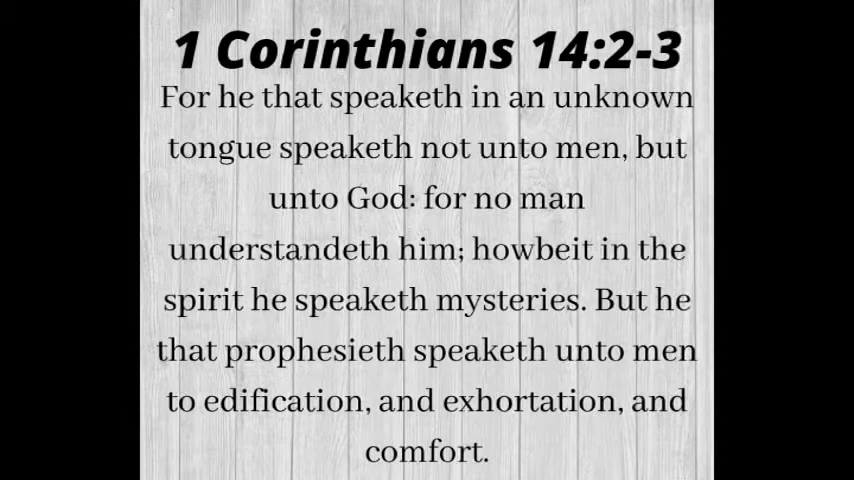 1 Corinthians 14:2-3
For he that speaketh in an unknown
tongue speaketh not unto men, but
unto God: for no man
understandeth him; howbeit in the
spirit he speaketh mysteries. But he
that prophesieth speaketh unto men
to edification, and exhortation, and
comfort.